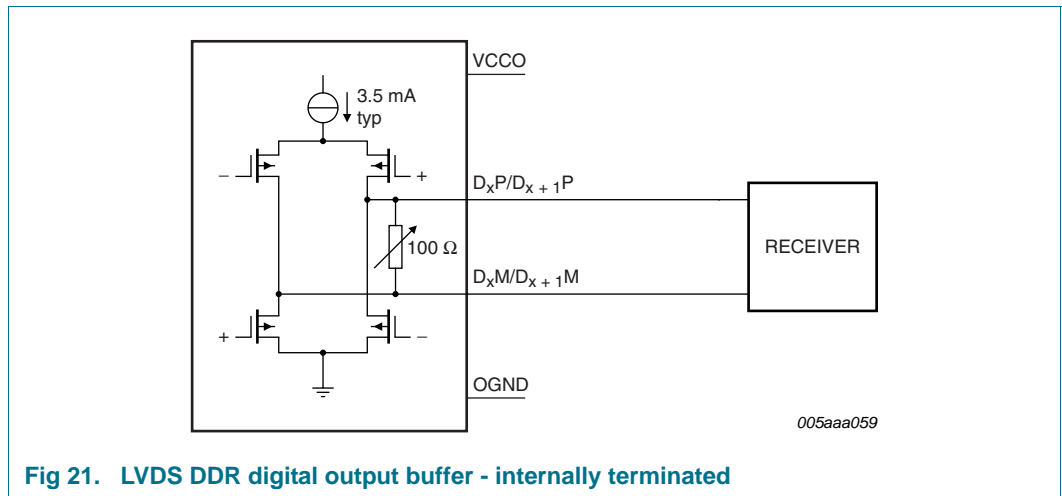 VCCO
3.5 mA
typ
− +
DxP/Dx + 1P
100 Ω
RECEIVER
DxM/Dx + 1M
+ −
OGND
005aaa059
Fig 21. LVDS DDR digital output buffer - internally terminated